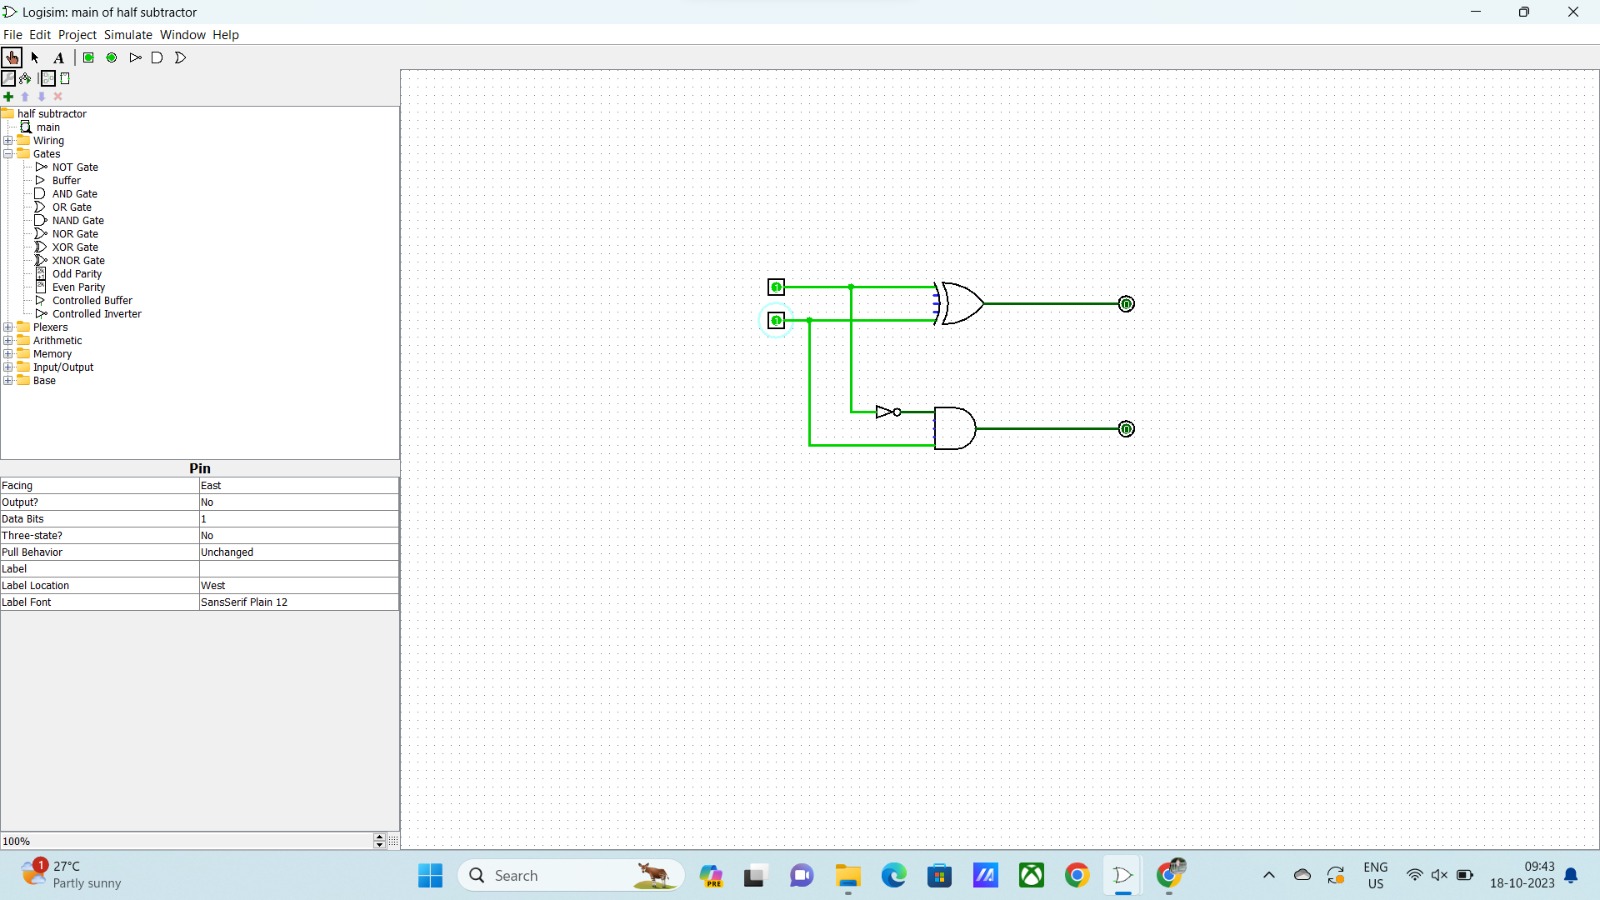 Logisim: main of half subtractor
File Edit Project Simulate Window Help
A
half subtractor
main
Wiring
Gates
NOT Gate
Buffer
AND Gate
OR Gate
NAND Gate
NOR Gate
XOR Gate
XNOR Gate
Odd Parity
Even Parity
Controlled Buffer
Controlled Inverter
Plexers
Arithmetic
Memory
Input/Output
Base
1
0
1
0
Pin
Facing East
Output? No
Data Bits 1
Three-state? No
Pull Behavior Unchanged
Label
Label Location West
Label Font SansSerif Plain 12
100%
1
27°C
Partly sunny
Search
PRE
ENG
US
09:43
18-10-2023